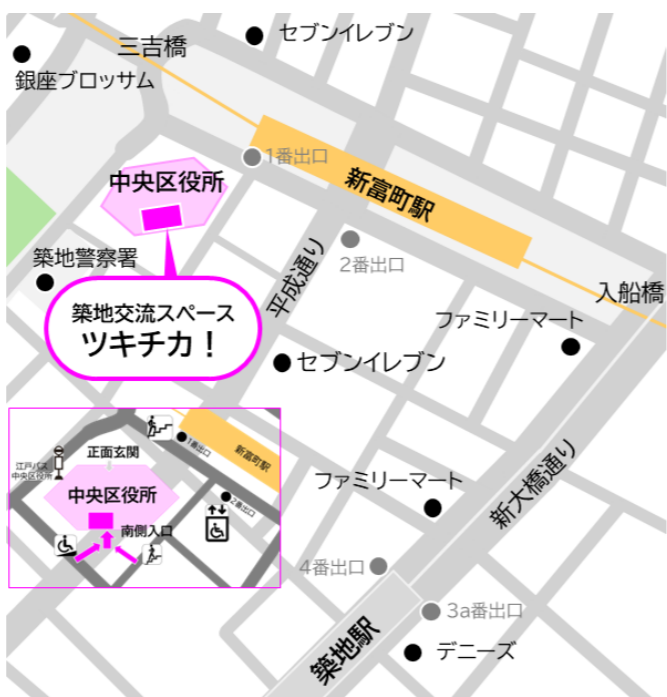 セブンイレブン
三吉橋
銀座ブロッサム
1番出口
中央区役所
新富町駅
2番出口
築地警察署
平成通り
入船橋
築地交流スペース
ツキチカ！
ファミリーマート
セブンイレブン
正面玄関
1番出口
新富町駅
江戸バス
中央区役所
中央区役所
2番出口
南側入口
ファミリーマート
新大橋通り
4番出口
3a番出口
築地駅
デニーズ